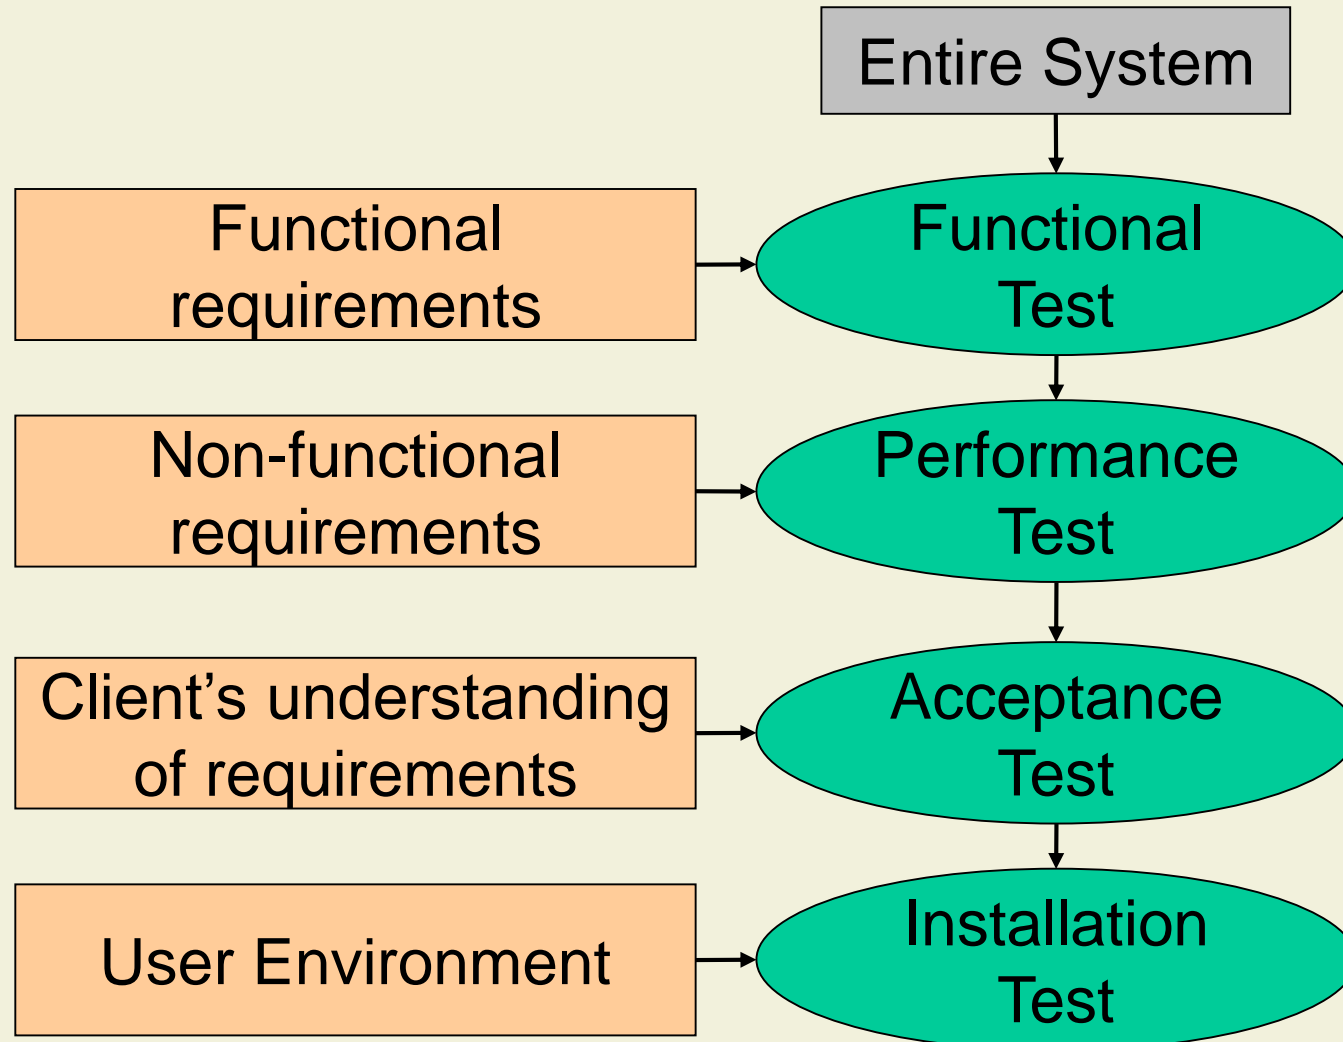 Entire System
Functional
requirements
Functional
Test
Non-functional
requirements
Performance
Test
Client’s understanding
of requirements
Acceptance
Test
User Environment
Installation
Test